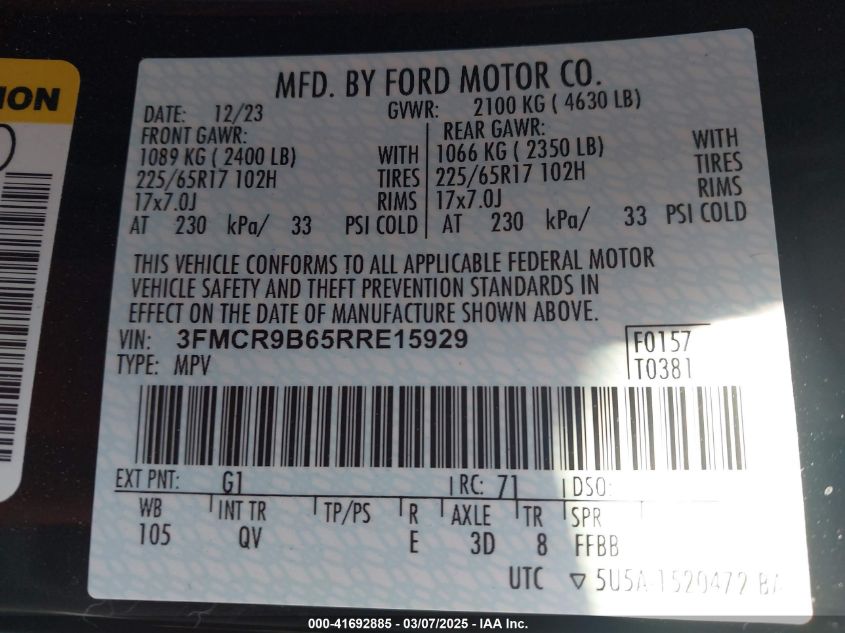 ION
MFD. BY FORD MOTOR CO.
DATE: 12/23 GVWR: 2100 KG ( 4630 LB)
FRONT GAWR: REAR GAWR:
1089 KG ( 2400 LB) WITH 1066 KG ( 2350 LB) WITH
225/65R17 102H TIRES 225/65R17 102H TIRES
17x7.0J RIMS 17x7.0J RIMS
AT 230 kPa/ 33 PSI COLD AT 230 kPa/ 33 PSI COLD
THIS VEHICLE CONFORMS TO ALL APPLICABLE FEDERAL MOTOR
VEHICLE SAFETY AND THEFT PREVENTION STANDARDS IN
EFFECT ON THE DATE OF MANUFACTURE SHOWN ABOVE.
VIN: 3FMCR9B65RRE15929 F0157
TYPE: MPV T0381
EXT PNT: G1 RC: 71 DSO:
WB INT TR TP/PS R AXLE TR SPR
105 QV E 3D 8 FFBB
UTC ▽ 5U5A-1520472-BA
000-41692885 - 03/07/2025 - IAA Inc.